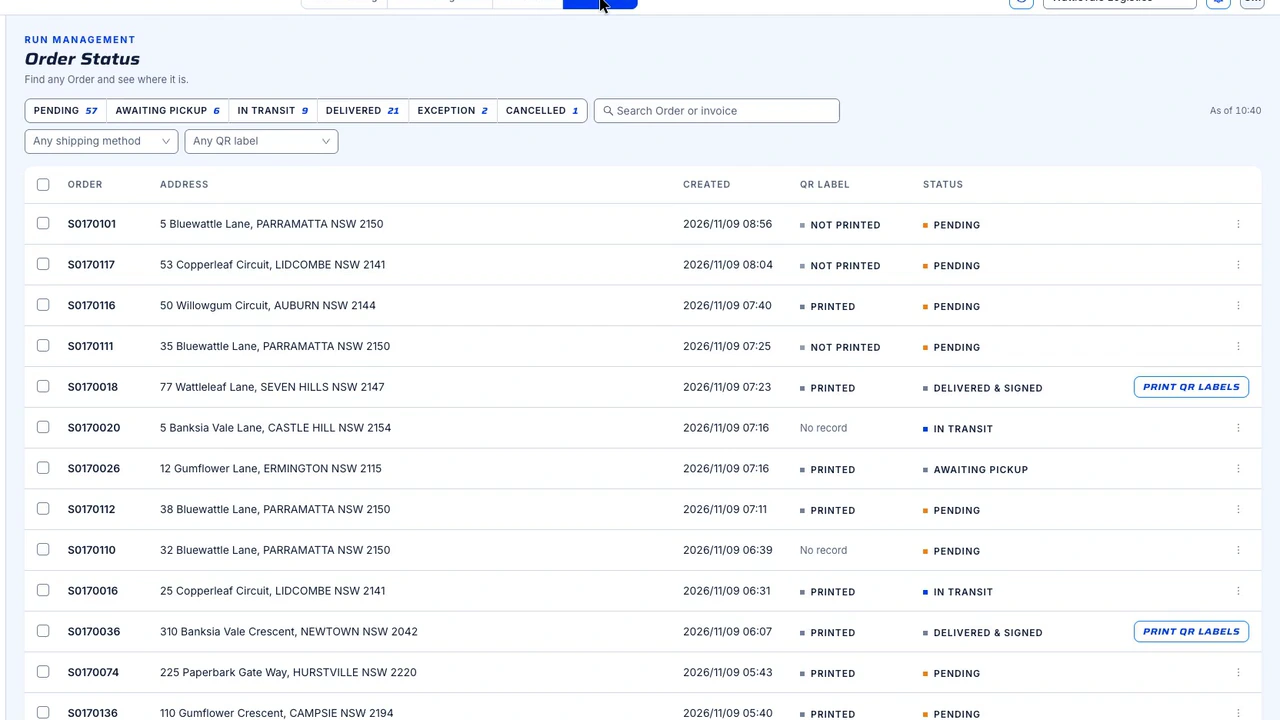 RUN MANAGEMENT
Order Status
Find any Order and see where it is.
PENDING 57 AWAITING PICKUP 6 IN TRANSIT 9 DELIVERED 21 EXCEPTION 2 CANCELLED 1 Search Order or invoice As of 10:40
Any shipping method Any QR label
ORDER ADDRESS CREATED QR LABEL STATUS
S0170101 5 Bluewattle Lane, PARRAMATTA NSW 2150 2026/11/09 08:56 NOT PRINTED PENDING
S0170117 53 Copperleaf Circuit, LIDCOMBE NSW 2141 2026/11/09 08:04 NOT PRINTED PENDING
S0170116 50 Willowgum Circuit, AUBURN NSW 2144 2026/11/09 07:40 PRINTED PENDING
S0170111 35 Bluewattle Lane, PARRAMATTA NSW 2150 2026/11/09 07:25 NOT PRINTED PENDING
S0170018 77 Wattleleaf Lane, SEVEN HILLS NSW 2147 2026/11/09 07:23 PRINTED DELIVERED & SIGNED PRINT QR LABELS
S0170020 5 Banksia Vale Lane, CASTLE HILL NSW 2154 2026/11/09 07:16 No record IN TRANSIT
S0170026 12 Gumflower Lane, ERMINGTON NSW 2115 2026/11/09 07:16 PRINTED AWAITING PICKUP
S0170112 38 Bluewattle Lane, PARRAMATTA NSW 2150 2026/11/09 07:11 PRINTED PENDING
S0170110 32 Bluewattle Lane, PARRAMATTA NSW 2150 2026/11/09 06:39 No record PENDING
S0170016 25 Copperleaf Circuit, LIDCOMBE NSW 2141 2026/11/09 06:31 PRINTED IN TRANSIT
S0170036 310 Banksia Vale Crescent, NEWTOWN NSW 2042 2026/11/09 06:07 PRINTED DELIVERED & SIGNED PRINT QR LABELS
S0170074 225 Paperbark Gate Way, HURSTVILLE NSW 2220 2026/11/09 05:43 PRINTED PENDING
S0170136 110 Gumflower Crescent, CAMPSIE NSW 2194 2026/11/09 05:40 PRINTED PENDING